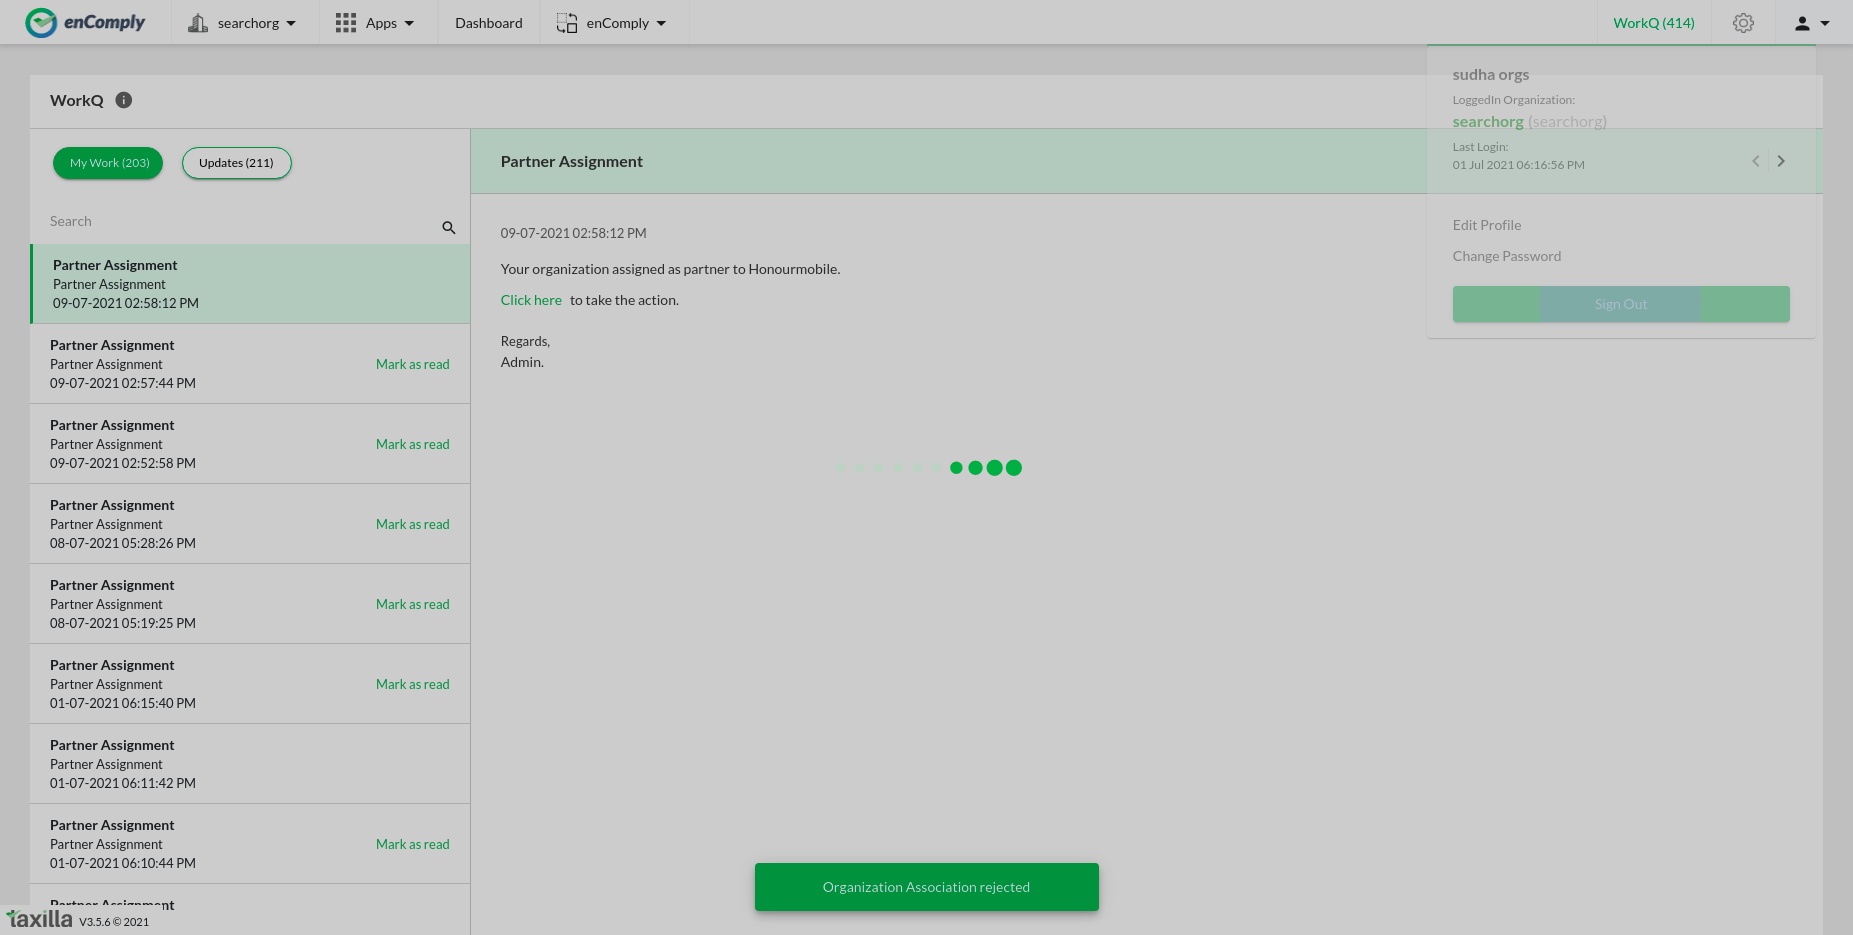 enComply
searchorg
Apps
Dashboard
enComply
WorkQ (414)
WorkQ
My Work (203)
Updates (211)
Search
Partner Assignment
Partner Assignment
09-07-2021 02:58:12 PM
Partner Assignment
Partner Assignment
Mark as read
09-07-2021 02:57:44 PM
Partner Assignment
Partner Assignment
Mark as read
09-07-2021 02:52:58 PM
Partner Assignment
Partner Assignment
Mark as read
08-07-2021 05:28:26 PM
Partner Assignment
Partner Assignment
Mark as read
08-07-2021 05:19:25 PM
Partner Assignment
Partner Assignment
Mark as read
01-07-2021 06:15:40 PM
Partner Assignment
Partner Assignment
01-07-2021 06:11:42 PM
Partner Assignment
Partner Assignment
Mark as read
01-07-2021 06:10:44 PM
Partner Assignment
taxilla V3.5.6 © 2021
Partner Assignment
09-07-2021 02:58:12 PM
Your organization assigned as partner to Honourmobile.
Click here to take the action.
Regards,
Admin.
sudha orgs
LoggedIn Organization:
searchorg (searchorg)
Last Login:
01 Jul 2021 06:16:56 PM
Edit Profile
Change Password
Sign Out
Organization Association rejected